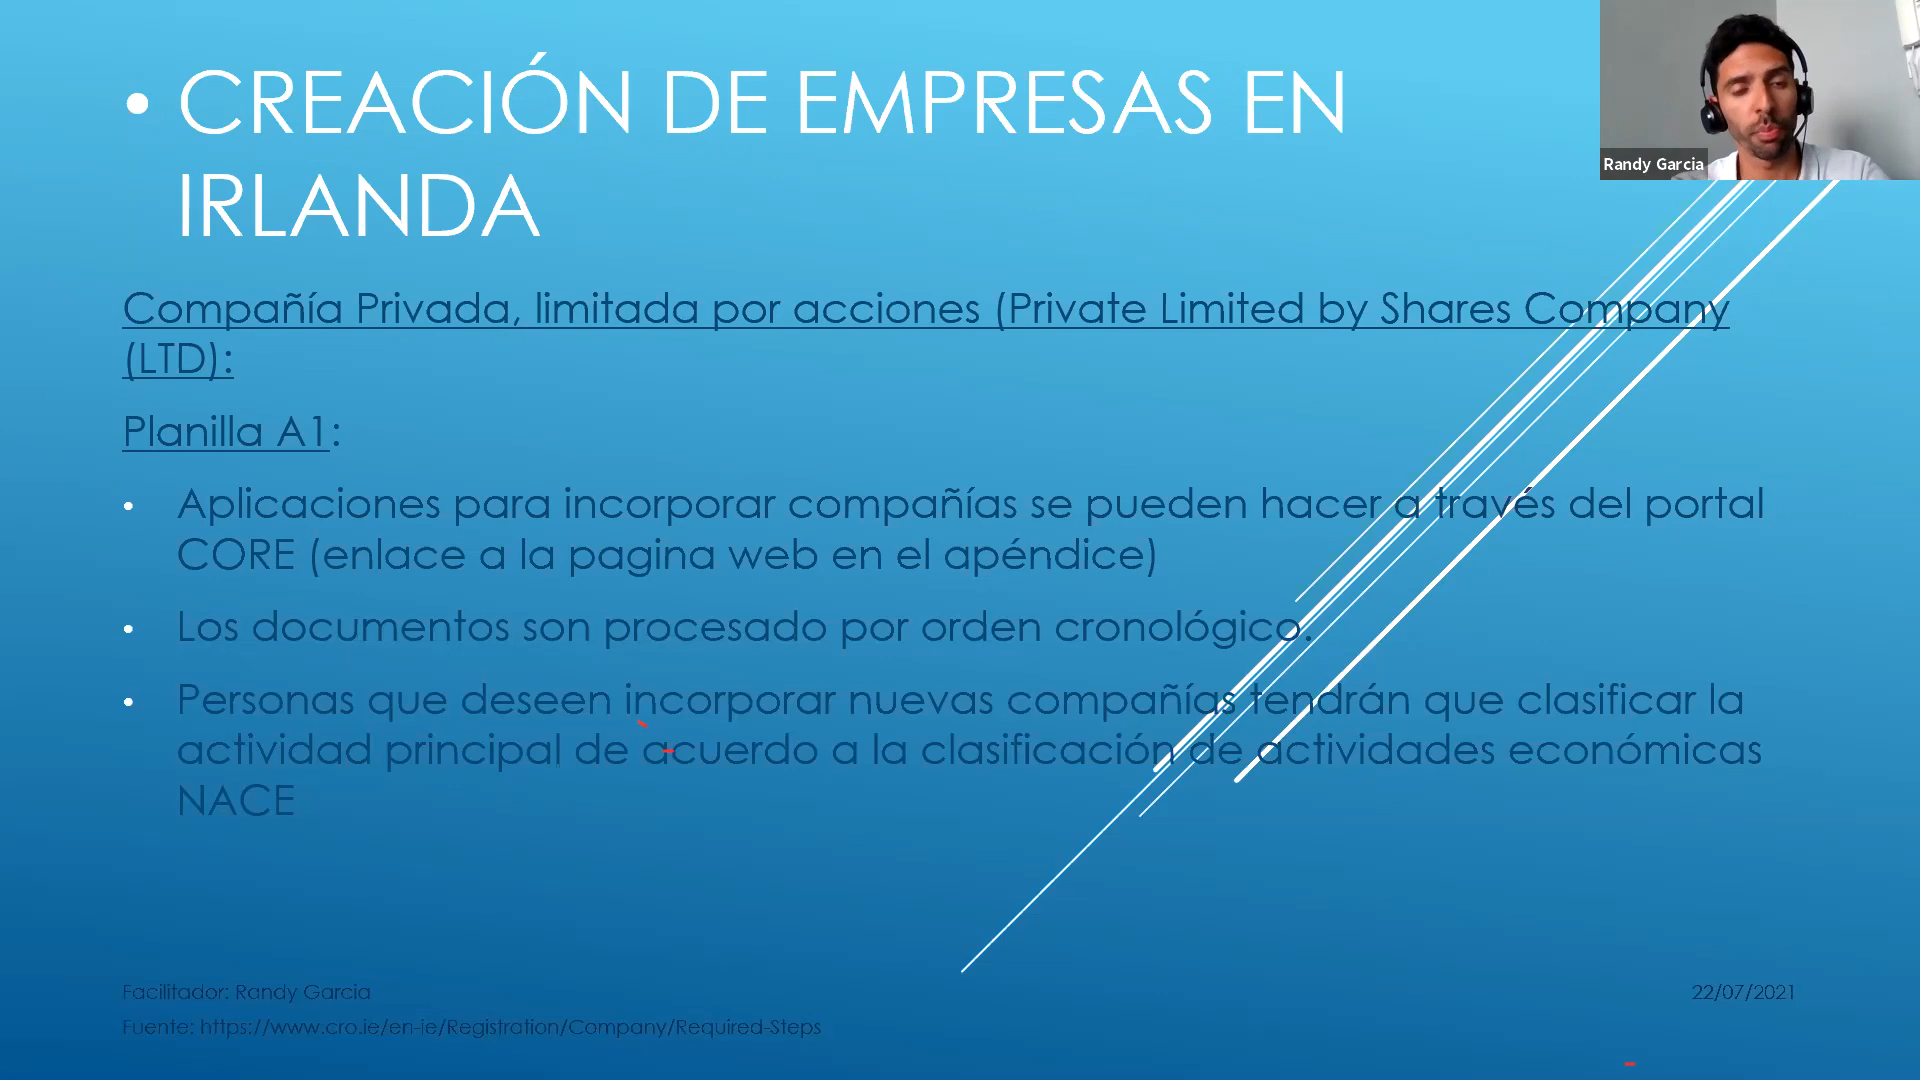 • CREACIÓN DE EMPRESAS EN
IRLANDA
Randy Garcia
Compañía Privada, limitada por acciones (Private Limited by Shares Company
(LTD):
Planilla A1:
• Aplicaciones para incorporar compañías se pueden hacer a través del portal
CORE (enlace a la pagina web en el apéndice)
• Los documentos son procesado por orden cronológico.
• Personas que deseen incorporar nuevas compañías tendrán que clasificar la
actividad principal de acuerdo a la clasificación de actividades económicas
NACE
Facilitador: Randy Garcia
22/07/2021
Fuente: https://www.cro.ie/en-ie/Registration/Company/Required-Steps